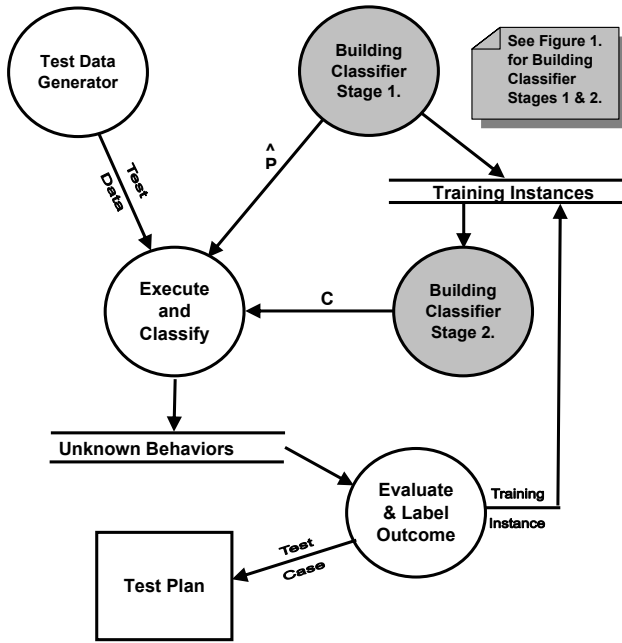 Test Data
Generator
Building
Classifier
Stage 1.
See Figure 1.
for Building
Classifier
Stages 1 & 2.
^
P
Test
Data
Training Instances
Execute
and
Classify
C
Building
Classifier
Stage 2.
Unknown Behaviors
Evaluate
& Label
Outcome
Training
Instance
Test
Case
Test Plan